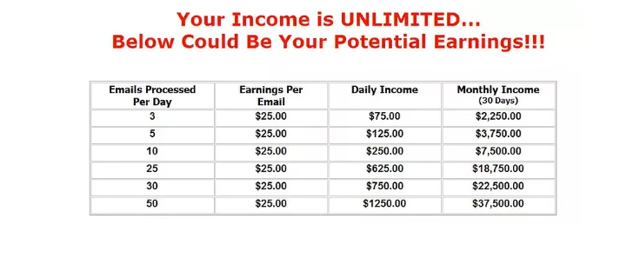 Your Income is UNLIMITED...
Below Could Be Your Potential Earnings!!!
Emails Processed Per Day Earnings Per Email Daily Income Monthly Income (30 Days)
3 $25.00 $75.00 $2,250.00
5 $25.00 $125.00 $3,750.00
10 $25.00 $250.00 $7,500.00
25 $25.00 $625.00 $18,750.00
30 $25.00 $750.00 $22,500.00
50 $25.00 $1250.00 $37,500.00